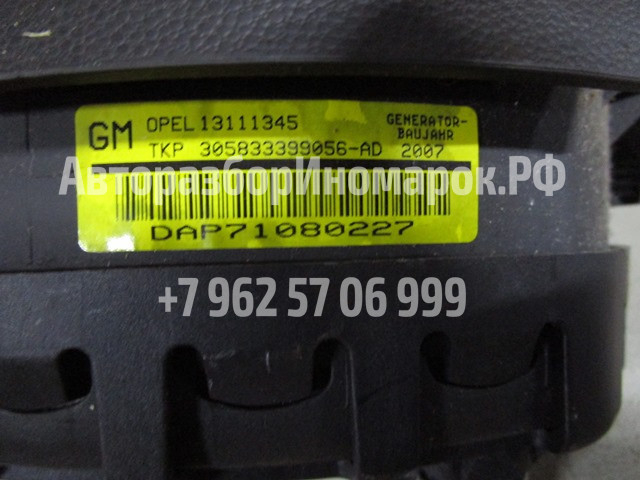 GM OPEL 13111345 GENERATOR-
BAUJAHR
TKP 305833399056-AD 2007
АвторазборИномарок.РФ
DAP71080227
+7 962 57 06 999